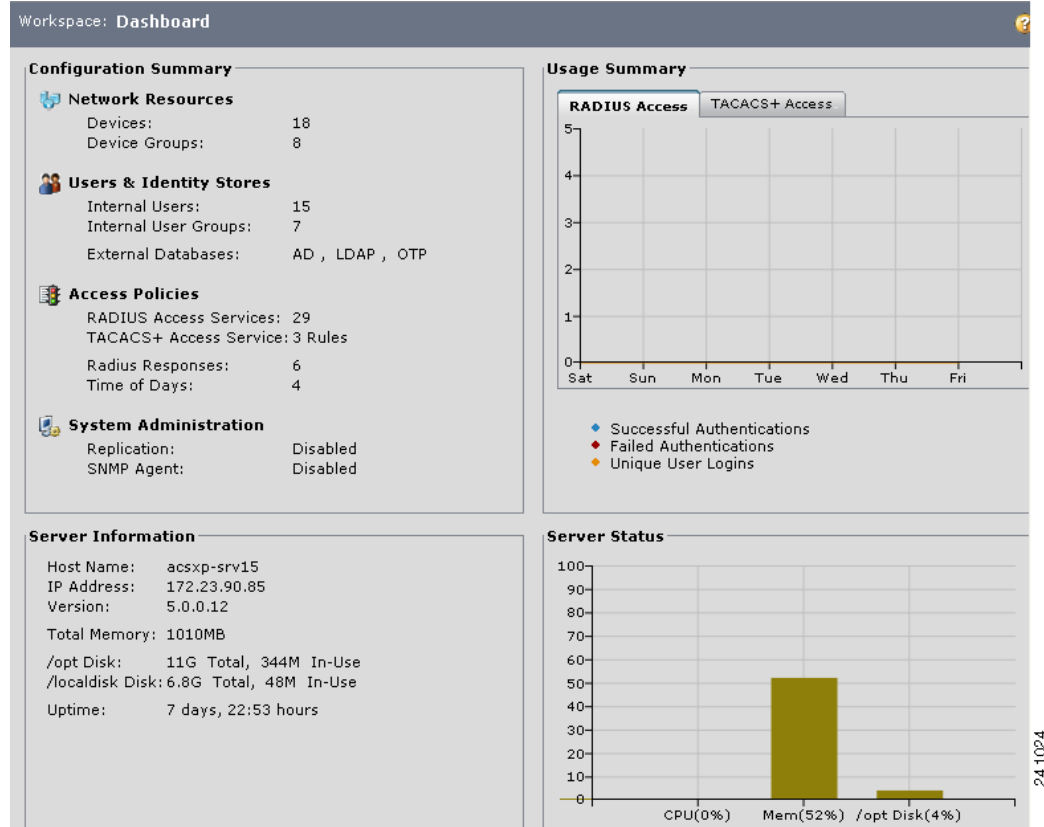 Workspace: Dashboard
Configuration Summary
Network Resources
Devices: 18
Device Groups: 8
Users & Identity Stores
Internal Users: 15
Internal User Groups: 7
External Databases: AD , LDAP , OTP
Access Policies
RADIUS Access Services: 29
TACACS+ Access Service: 3 Rules
Radius Responses: 6
Time of Days: 4
System Administration
Replication: Disabled
SNMP Agent: Disabled
Usage Summary
RADIUS Access TACACS+ Access
5
4
3
2
1
0
Sat Sun Mon Tue Wed Thu Fri
Successful Authentications
Failed Authentications
Unique User Logins
Server Information
Host Name: acsxp-srv15
IP Address: 172.23.90.85
Version: 5.0.0.12
Total Memory: 1010MB
/opt Disk: 11G Total, 344M In-Use
/localdisk Disk: 6.8G Total, 48M In-Use
Uptime: 7 days, 22:53 hours
Server Status
100
90
80
70
60
50
40
30
20
10
0
CPU(0%) Mem(52%) /opt Disk(4%)
241024